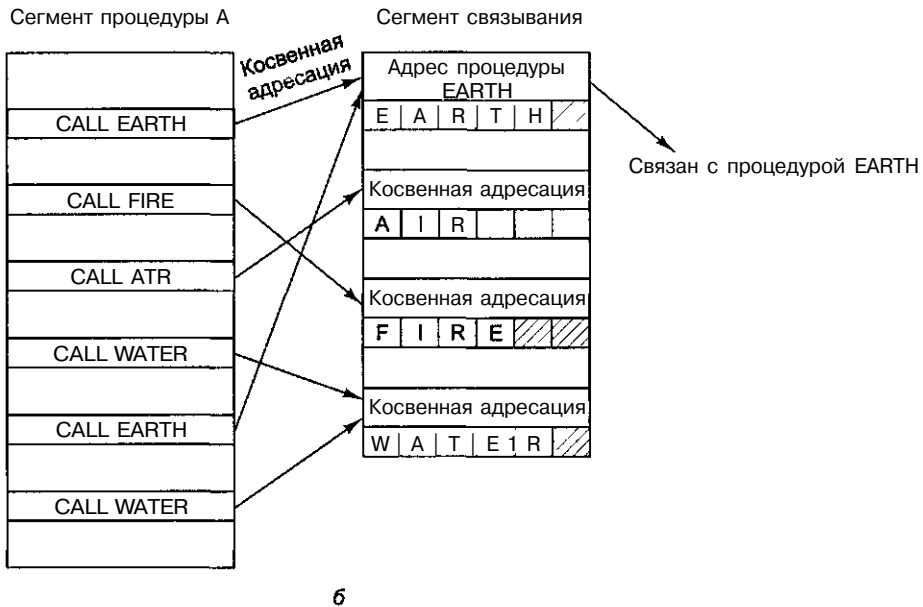 Сегмент процедуры А
Сегмент связывания
Косвенная
адресация
CALL EARTH
CALL FIRE
CALL ATR
CALL WATER
CALL EARTH
CALL WATER
Адрес процедуры
EARTH
E A R T H
Косвенная адресация
A I R
Косвенная адресация
F I R E
Косвенная адресация
W A T E 1 R
Связан с процедурой EARTH
б